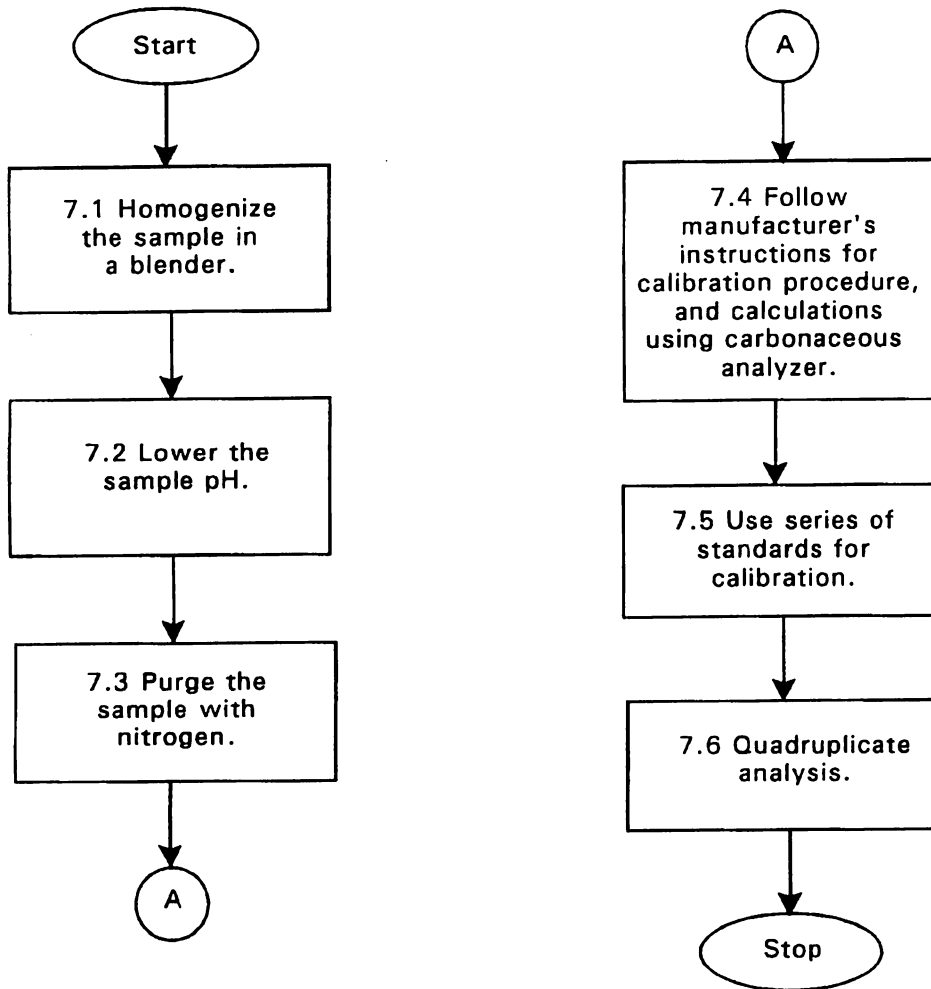 Start
7.1 Homogenize
the sample in
a blender.
7.2 Lower the
sample pH.
7.3 Purge the
sample with
nitrogen.
A
A
7.4 Follow
manufacturer's
instructions for
calibration procedure,
and calculations
using carbonaceous
analyzer.
7.5 Use series of
standards for
calibration.
7.6 Quadruplicate
analysis.
Stop